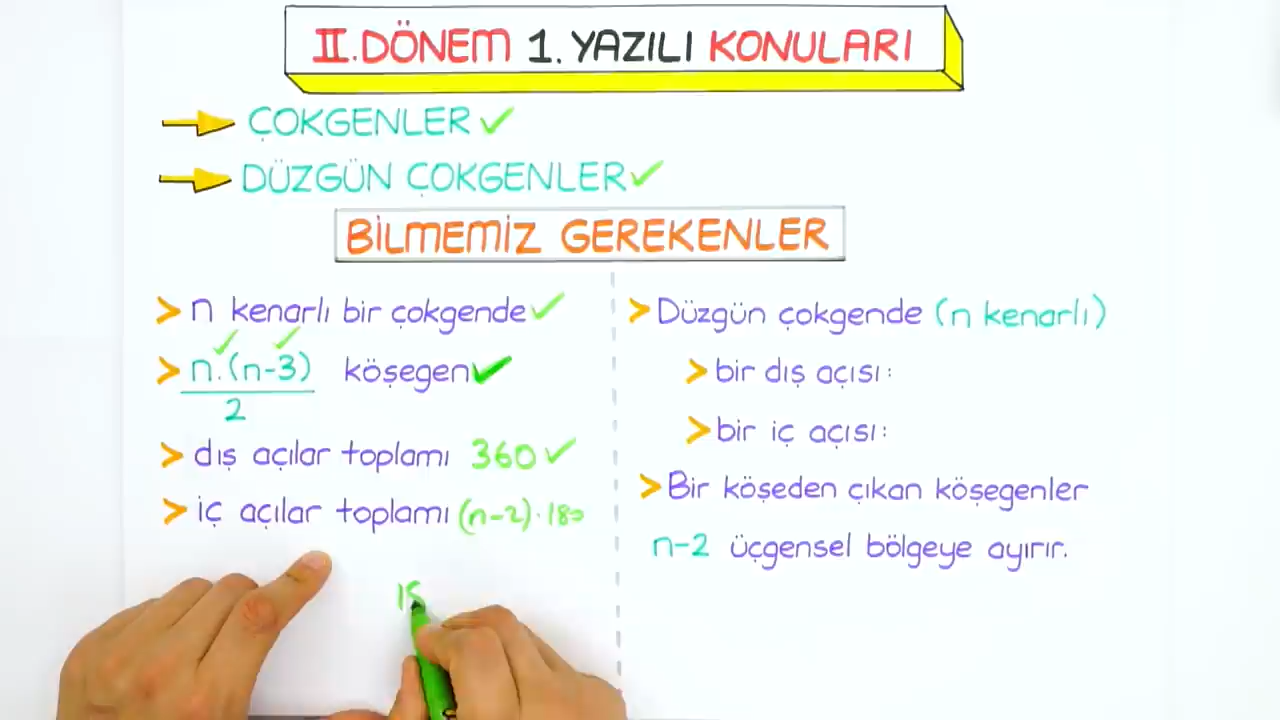 II. DÖNEM 1. YAZILI KONULARI
ÇOKGENLER
DÜZGÜN ÇOKGENLER
BİLMEMİZ GEREKENLER
n kenarlı bir çokgende
n.(n-3)
2
köşegen
dış açılar toplamı 360
iç açılar toplamı (n-2).180
Düzgün çokgende (n kenarlı)
bir dış açısı:
bir iç açısı:
Bir köşeden çıkan köşegenler
n-2 üçgensel bölgeye ayırır.